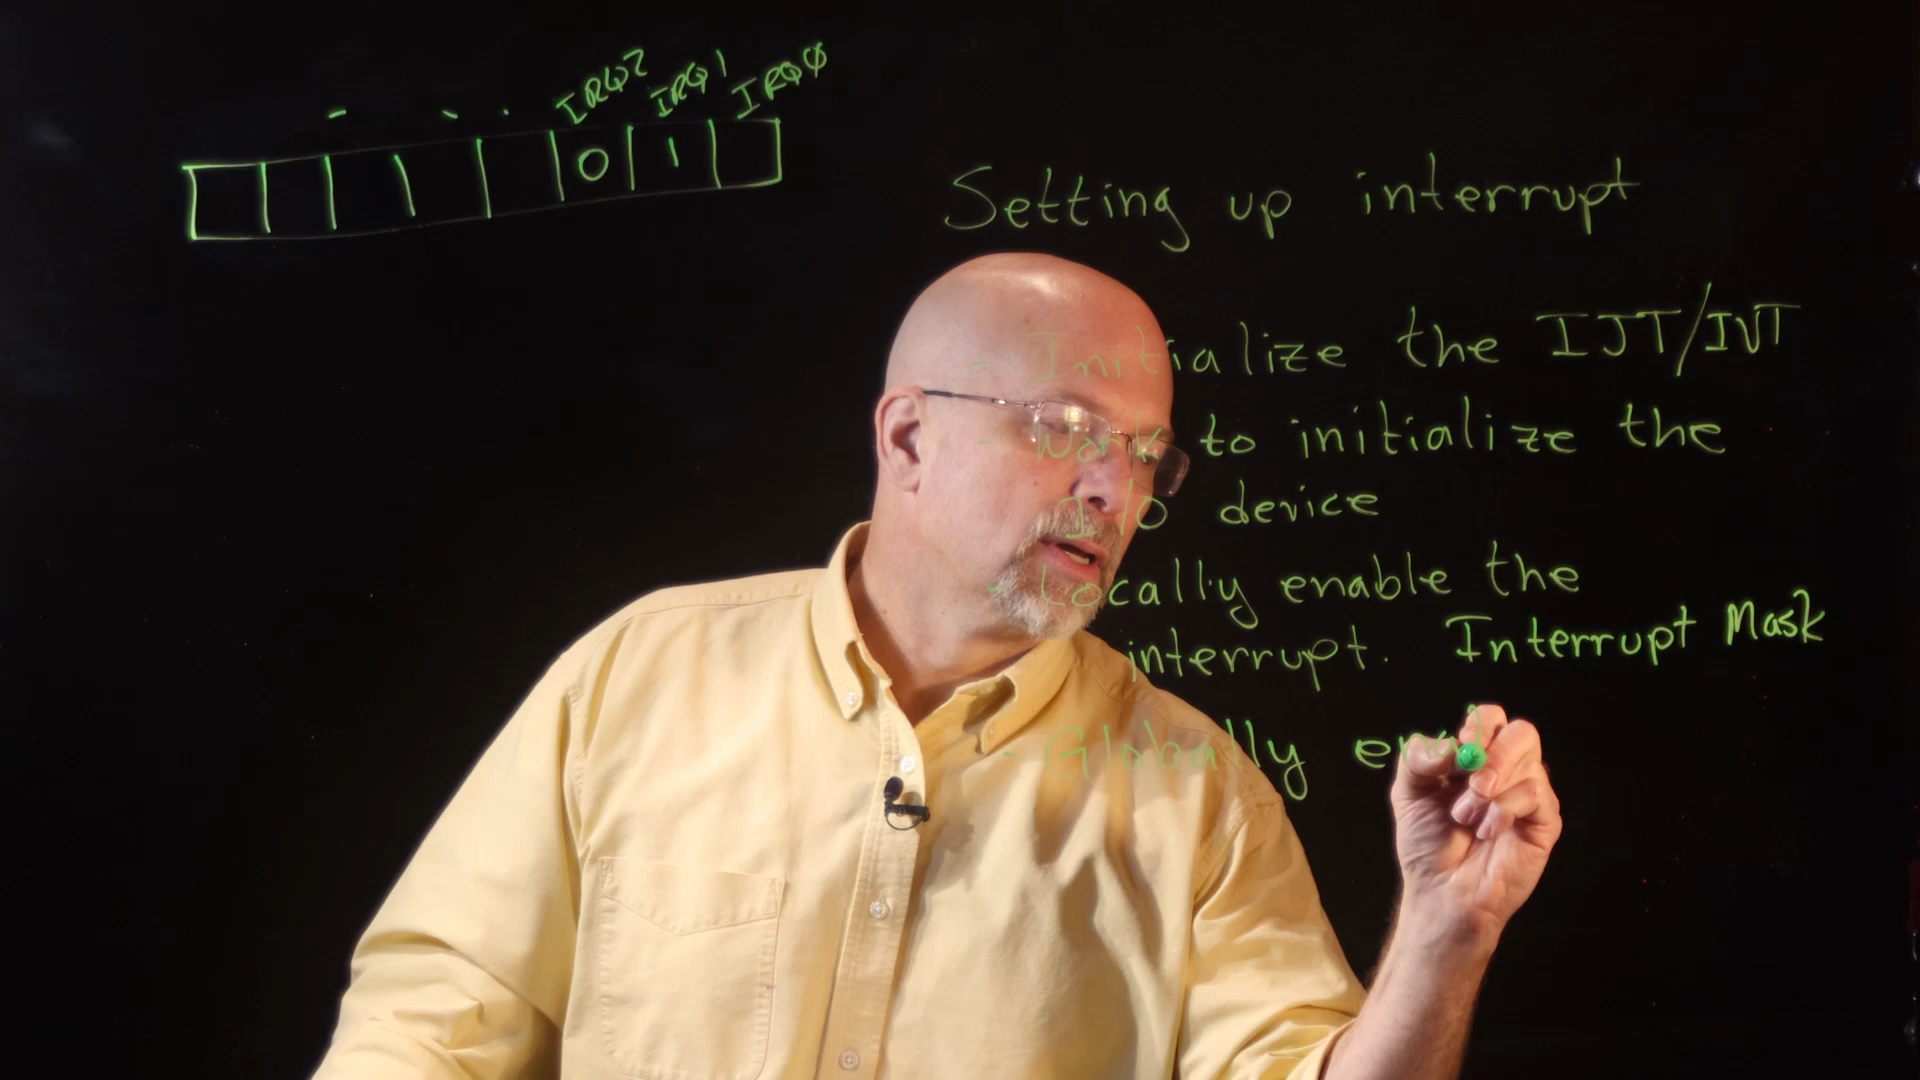 IRQ2 IRQ1 IRQ0
0 1
Setting up interrupt
- Initialize the IJT/IVT
- Work to initialize the
I/O device
- Locally enable the
interrupt. Interrupt Mask
- Globally enab